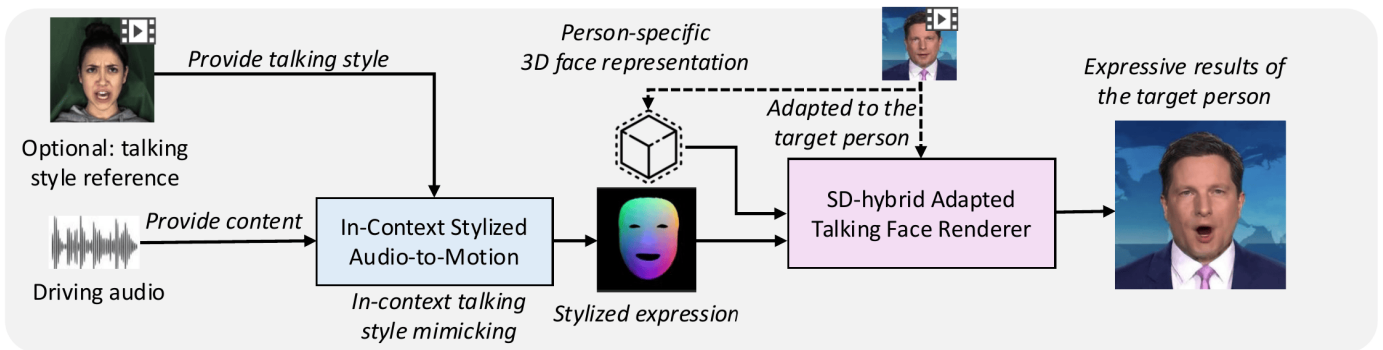 Provide talking style
Optional: talking
style reference
Provide content
Driving audio
In-Context Stylized
Audio-to-Motion
In-context talking
style mimicking
Person-specific
3D face representation
Stylized expression
Adapted to the
target person
SD-hybrid Adapted
Talking Face Renderer
Expressive results of
the target person